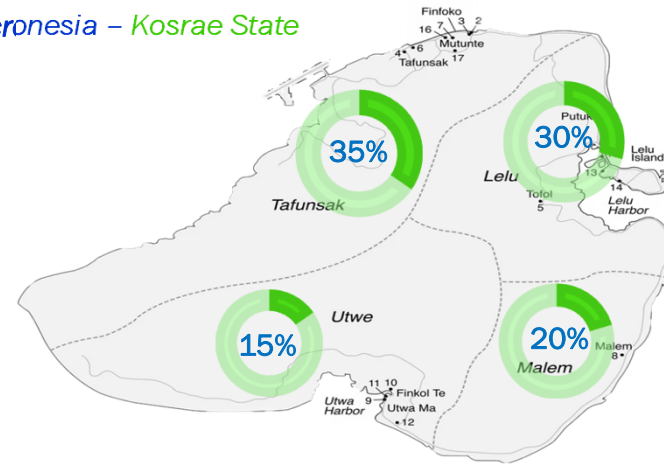 eronesia – Kosrae State
Finfoko
16 7 3 2
Mutunte
4 6
17
Tafunsak
35%
30%
Lelu
Island
13
14
Lelu
Tofol
5
Lelu
Harbor
Tafunsak
Utwe
15%
20%
Malem
8
Malem
11 10
Finkol Te
9
Utwa
Harbor
Utwa Ma
12